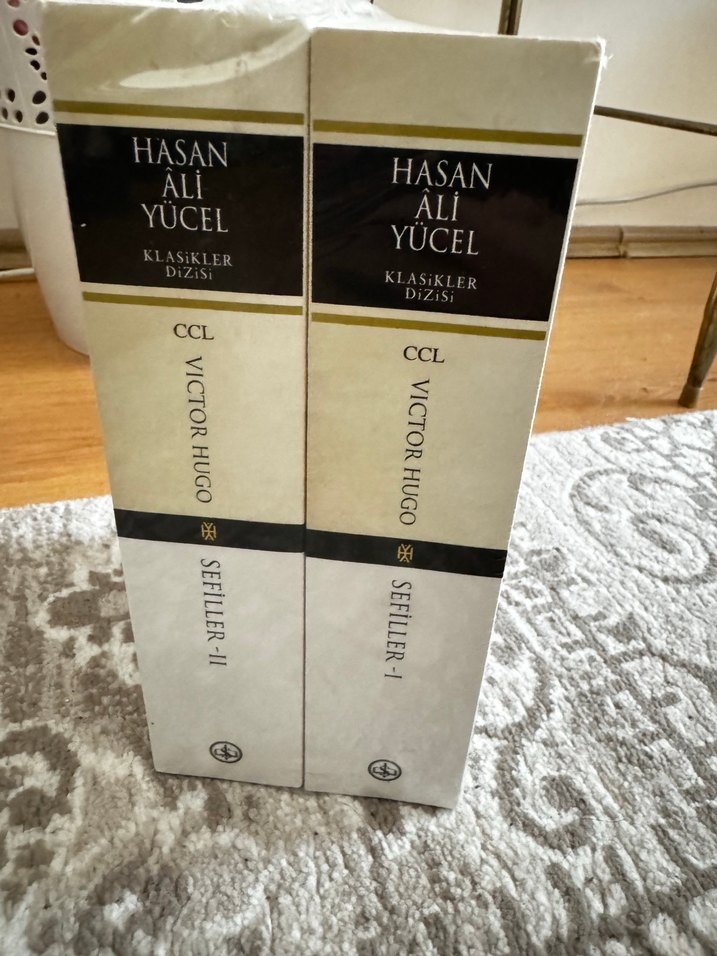 HASAN
ÂLİ
YÜCEL
KLASİKLER
DİZİSİ
CCL
VICTOR HUGO
SEFİLLER -II
HASAN
ÂLİ
YÜCEL
KLASİKLER
DİZİSİ
CCL
VICTOR HUGO
SEFİLLER -I